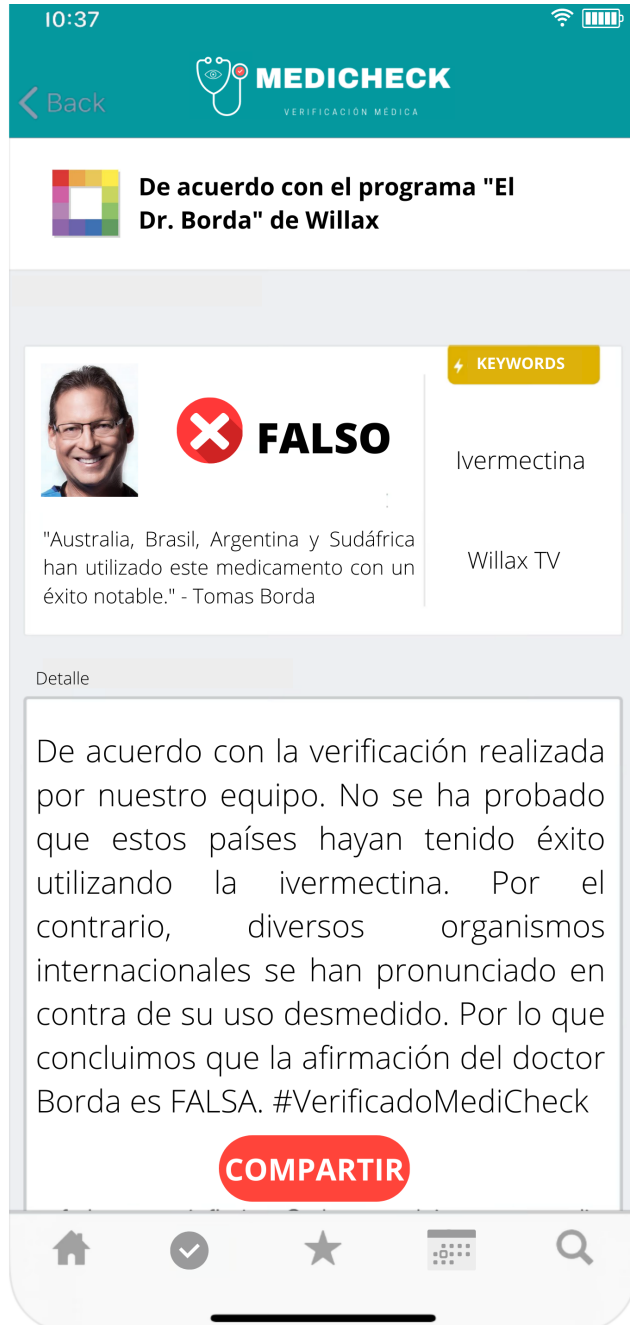 10:37
Back
MEDICHECK
VERIFICACIÓN MÉDICA
De acuerdo con el programa "El
Dr. Borda" de Willax
KEYWORDS
FALSO
Ivermectina
Willax TV
"Australia, Brasil, Argentina y Sudáfrica
han utilizado este medicamento con un
éxito notable." - Tomas Borda
Detalle
De acuerdo con la verificación realizada
por nuestro equipo. No se ha probado
que estos países hayan tenido éxito
utilizando la ivermectina. Por el
contrario, diversos organismos
internacionales se han pronunciado en
contra de su uso desmedido. Por lo que
concluimos que la afirmación del doctor
Borda es FALSA. #VerificadoMediCheck
COMPARTIR